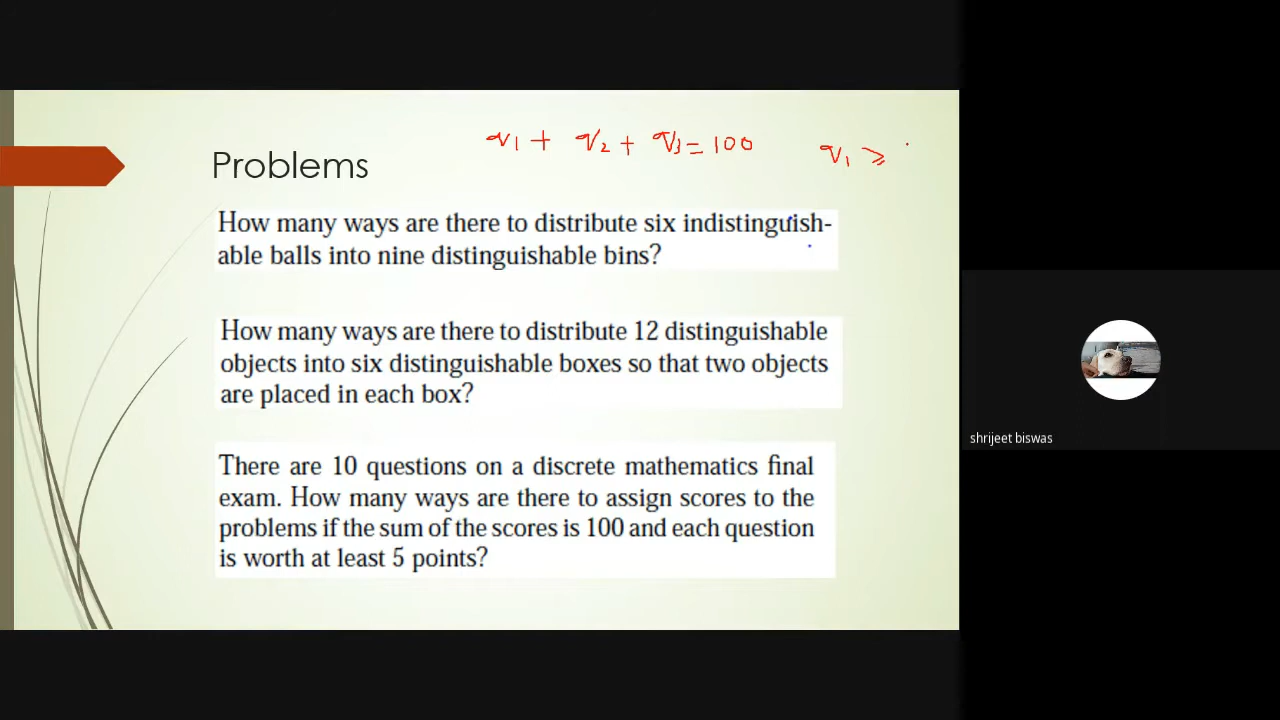 q1 + q2 + q3 = 100 q1 ≥
Problems
How many ways are there to distribute six indistinguish-
able balls into nine distinguishable bins?
How many ways are there to distribute 12 distinguishable
objects into six distinguishable boxes so that two objects
are placed in each box?
There are 10 questions on a discrete mathematics final
exam. How many ways are there to assign scores to the
problems if the sum of the scores is 100 and each question
is worth at least 5 points?
shrijeet biswas